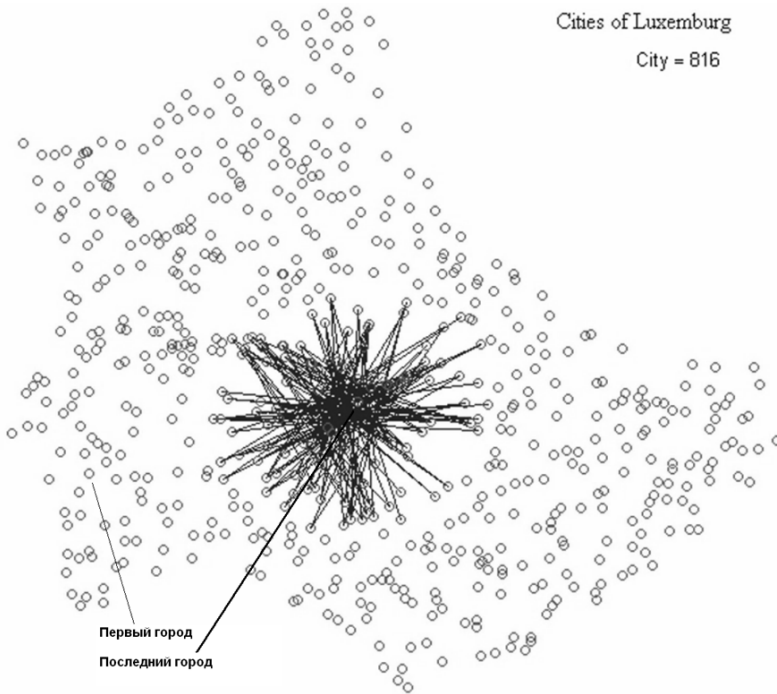 Cities of Luxemburg
City = 816
Первый город
Последний город